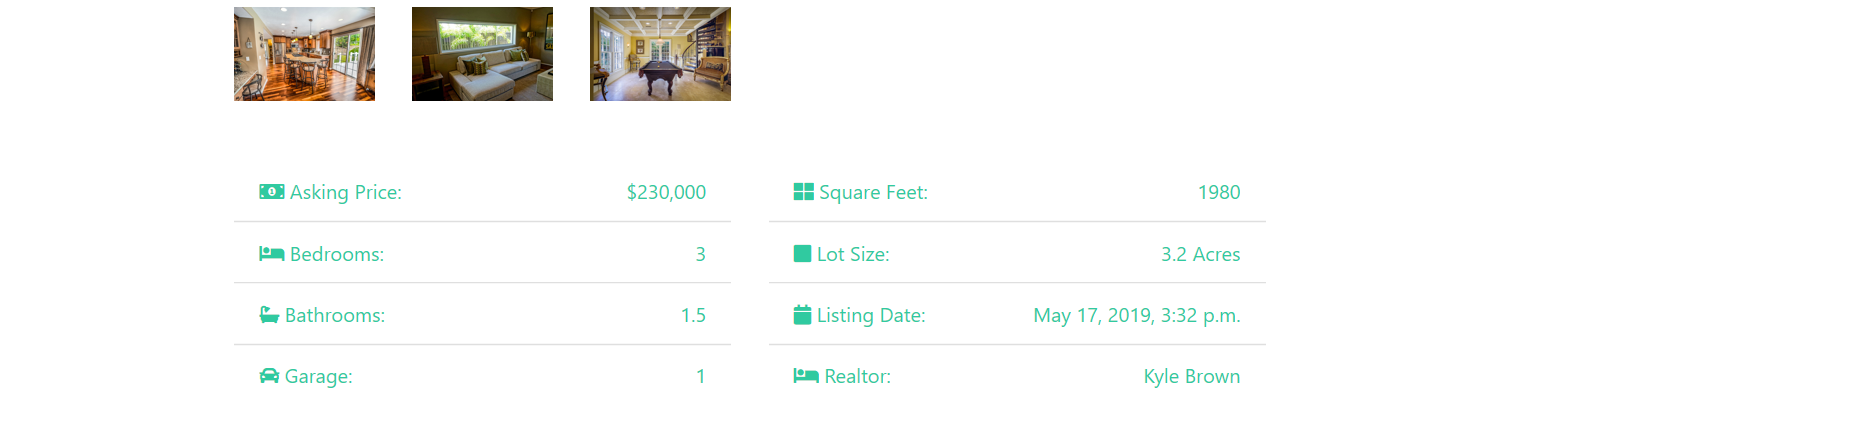 Asking Price: $230,000
Bedrooms: 3
Bathrooms: 1.5
Garage: 1
Square Feet: 1980
Lot Size: 3.2 Acres
Listing Date: May 17, 2019, 3:32 p.m.
Realtor: Kyle Brown